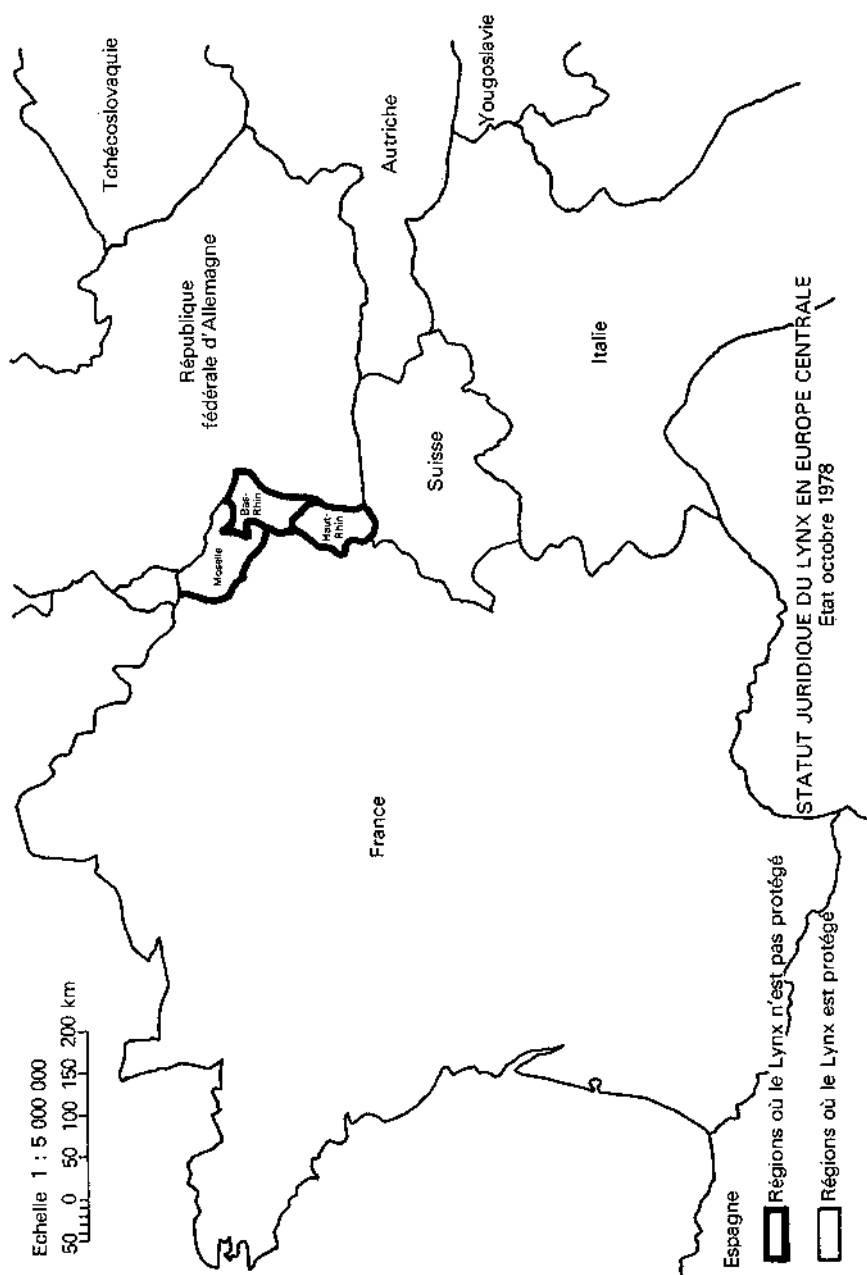 Echelle 1 : 5 000 000
50 0 50 100 150 200 km
Tchécoslovaquie
République
fédérale d'Allemagne
Autriche
Yougoslavie
Moselle
Bas-
Rhin
Haut-
Rhin
Suisse
France
Italie
Espagne
STATUT JURIDIQUE DU LYNX EN EUROPE CENTRALE
Etat octobre 1978
Régions où le Lynx n'est pas protégé
Régions où le Lynx est protégé